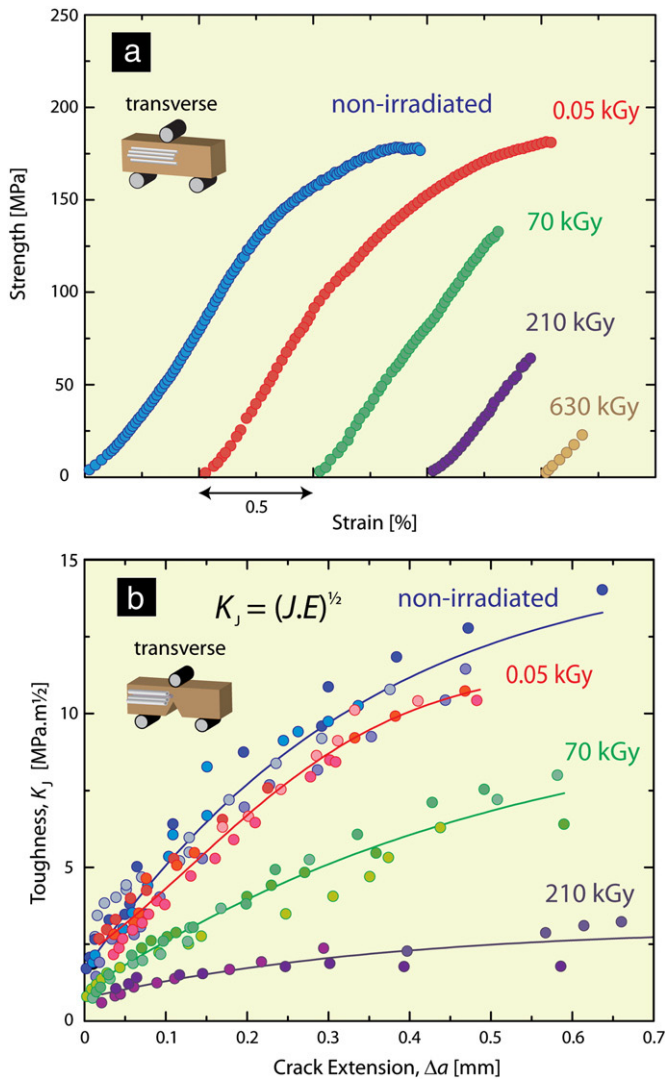 a
250
200
150
100
50
0
Strength [MPa]
transverse
non-irradiated
0.05 kGy
70 kGy
210 kGy
630 kGy
0.5
Strain [%]
b
15
10
5
0
Toughness, K_J [MPa.m½]
K_J = (J.E)^½
transverse
non-irradiated
0.05 kGy
70 kGy
210 kGy
0 0.1 0.2 0.3 0.4 0.5 0.6 0.7
Crack Extension, Δa [mm]